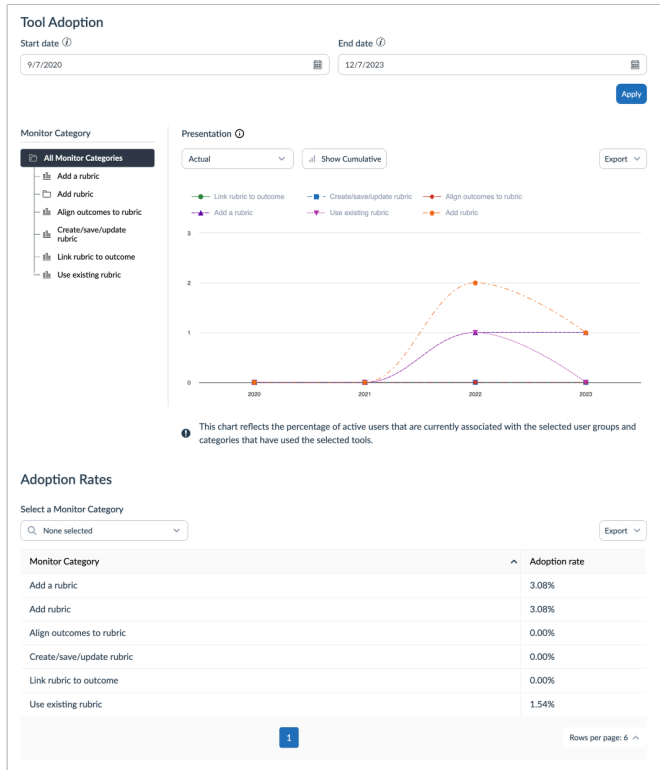 Tool Adoption
Start date
End date
9/7/2020
12/7/2023
Apply
Monitor Category
Presentation
All Monitor Categories
Add a rubric
Add rubric
Align outcomes to rubric
Create/save/update
rubric
Link rubric to outcome
Use existing rubric
Actual
Show Cumulative
Export
Link rubric to outcome
Create/save/update rubric
Align outcomes to rubric
Add a rubric
Use existing rubric
Add rubric
3
2
1
0
2020
2021
2022
2023
This chart reflects the percentage of active users that are currently associated with the selected user groups and
categories that have used the selected tools.
Adoption Rates
Select a Monitor Category
None selected
Export
Monitor Category
Adoption rate
Add a rubric
3.08%
Add rubric
3.08%
Align outcomes to rubric
0.00%
Create/save/update rubric
0.00%
Link rubric to outcome
0.00%
Use existing rubric
1.54%
1
Rows per page: 6